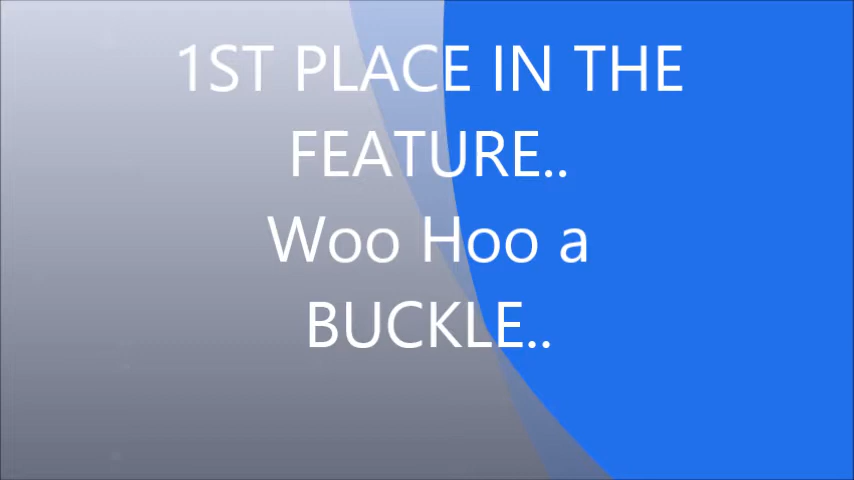 1ST PLACE IN THE
FEATURE..
Woo Hoo a
BUCKLE..